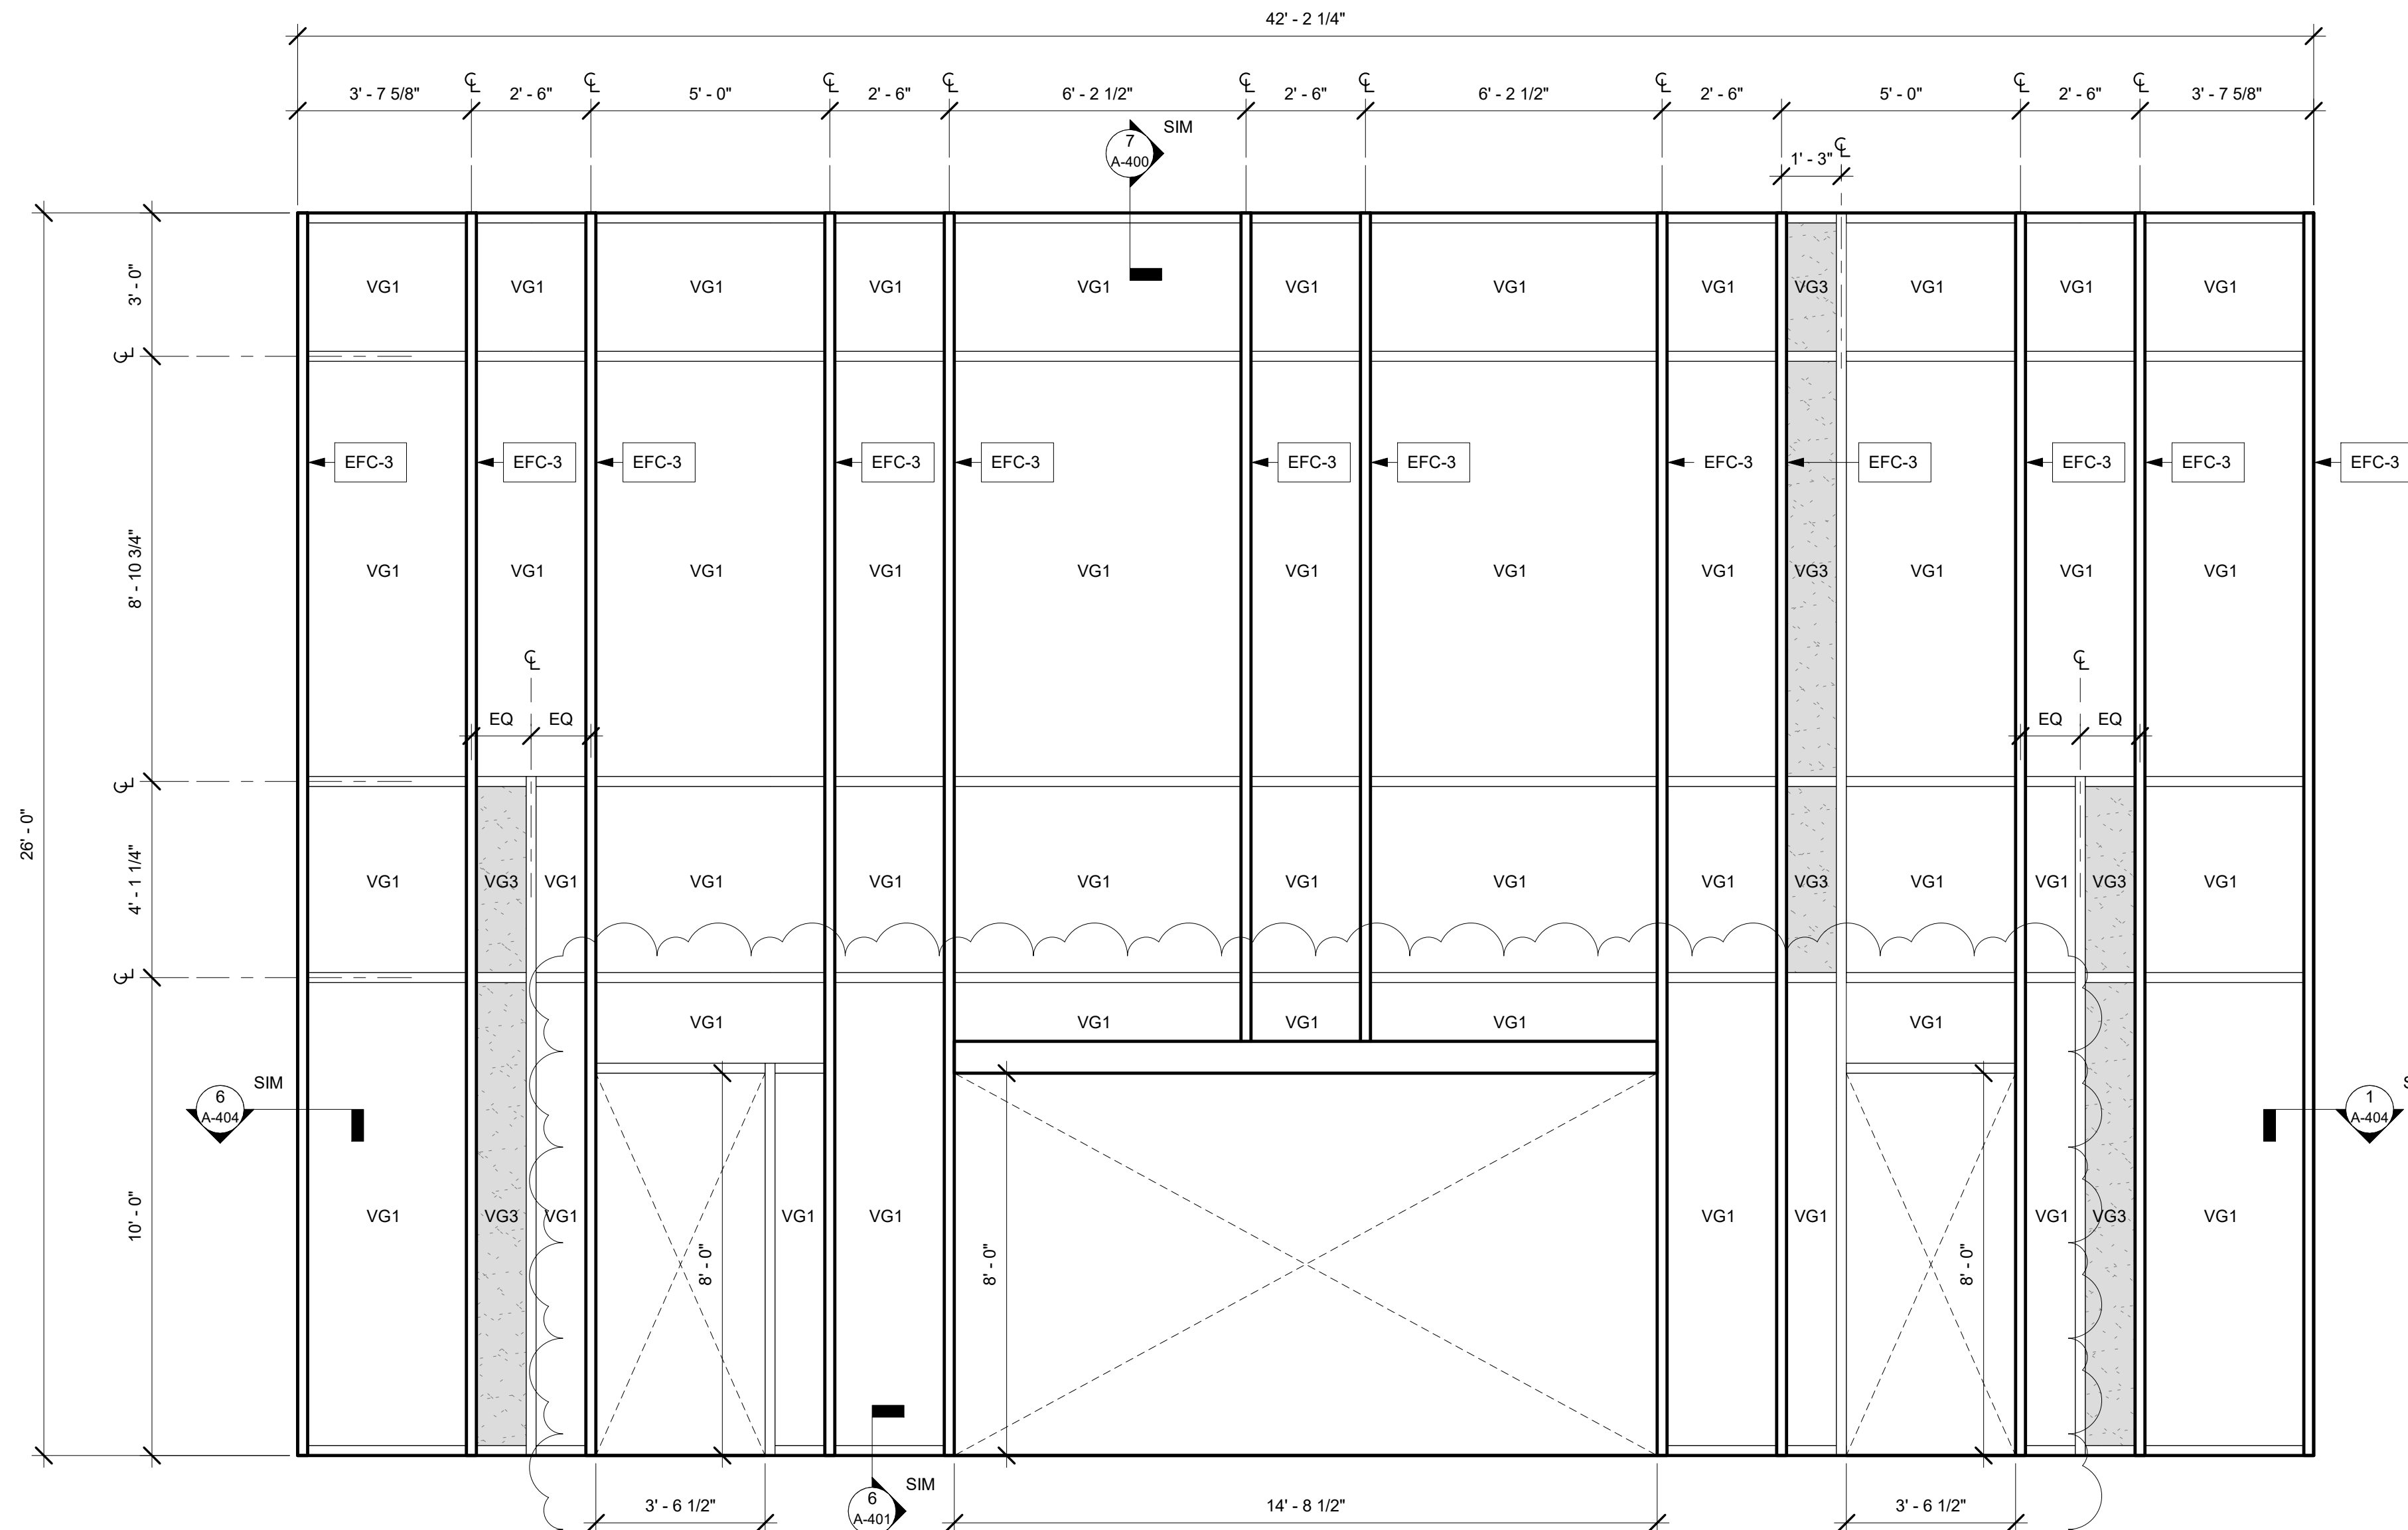 42' - 2 1/4"
3' - 7 5/8" 2' - 6" 5' - 0" 2' - 6" 6' - 2 1/2" 2' - 6" 6' - 2 1/2" 2' - 6" 5' - 0" 2' - 6" 3' - 7 5/8"
7
A-400
SIM
1' - 3"
3' - 0"
VG1 VG1 VG1 VG1 VG1 VG1 VG1 VG1 VG3 VG1 VG1 VG1
EFC-3 EFC-3 EFC-3 EFC-3 EFC-3 EFC-3 EFC-3 EFC-3 EFC-3 EFC-3 EFC-3 EFC-3
8' - 10 3/4"
VG1 VG1 VG1 VG1 VG1 VG1 VG1 VG1 VG3 VG1 VG1 VG1
EQ EQ EQ EQ
26' - 0"
4' - 1 1/4"
VG1 VG3 VG1 VG1 VG1 VG1 VG1 VG1 VG1 VG3 VG1 VG1 VG3 VG1
VG1 VG1 VG1 VG1 VG1
6
A-404
SIM
1
A-404
10' - 0"
VG1 VG3 VG1 VG1 VG1 VG1 VG1 VG1 VG3 VG1
8' - 0" 8' - 0" 8' - 0"
6
A-401
SIM
3' - 6 1/2" 14' - 8 1/2" 3' - 6 1/2"